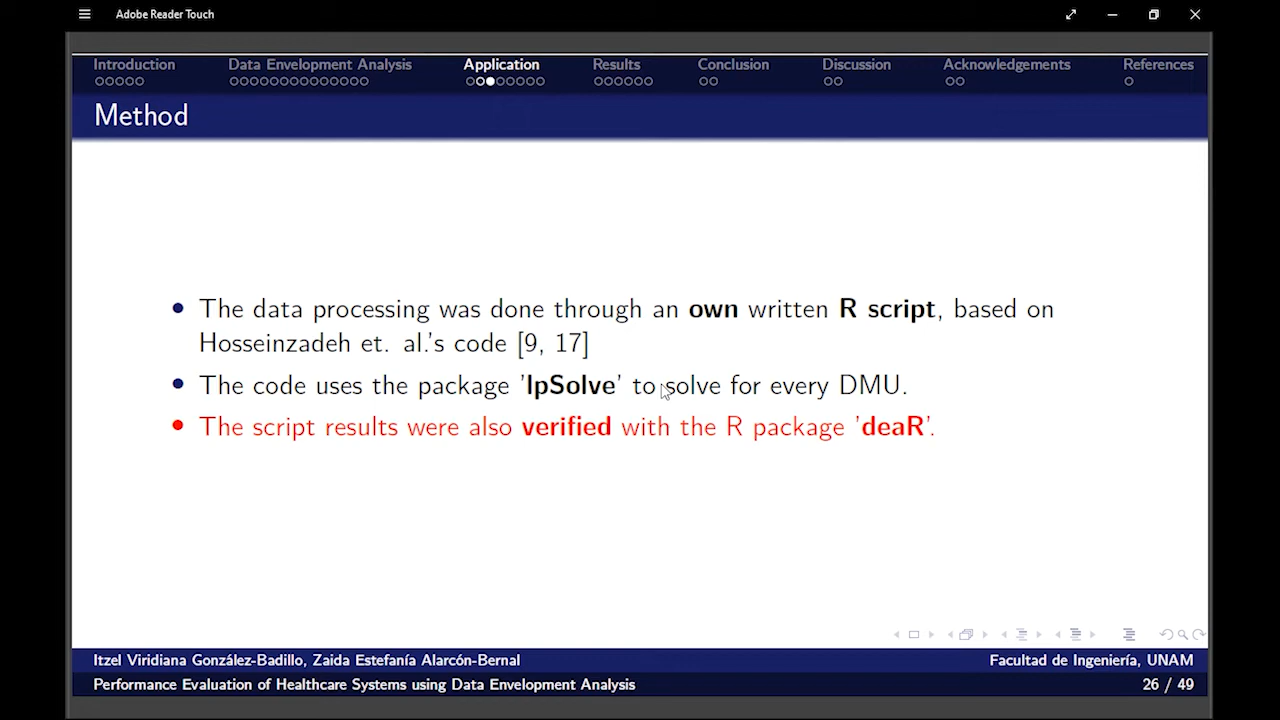 Adobe Reader Touch
Introduction Data Envelopment Analysis Application Results Conclusion Discussion Acknowledgements References
Method
The data processing was done through an own written R script, based on
Hosseinzadeh et. al.'s code [9, 17]
The code uses the package 'lpSolve' to solve for every DMU.
The script results were also verified with the R package 'deaR'.
Itzel Viridiana González-Badillo, Zaida Estefanía Alarcón-Bernal Facultad de Ingeniería, UNAM
Performance Evaluation of Healthcare Systems using Data Envelopment Analysis 26 / 49